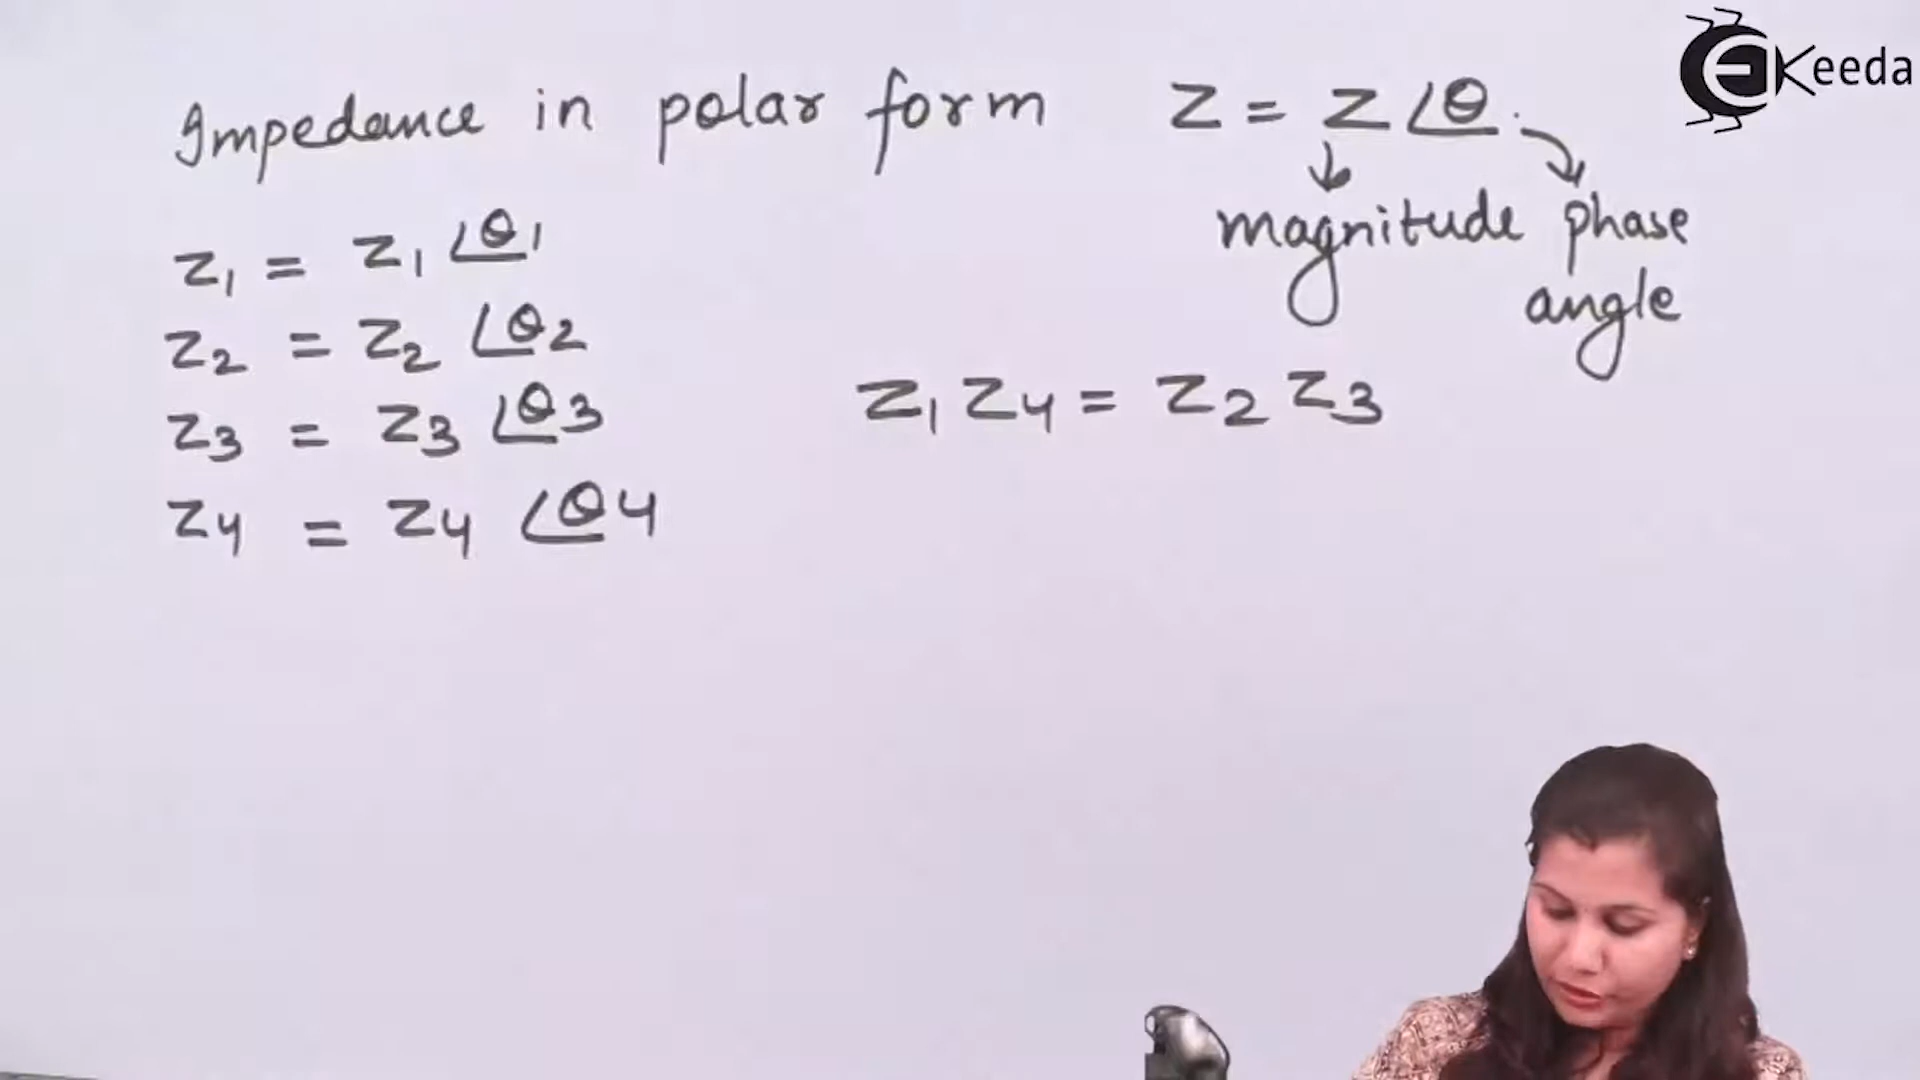 EKeeda
Impedance in polar form Z = Z ∠θ
magnitude phase angle
Z1 = Z1 ∠θ1
Z2 = Z2 ∠θ2
Z3 = Z3 ∠θ3
Z4 = Z4 ∠θ4
Z1 Z4 = Z2 Z3